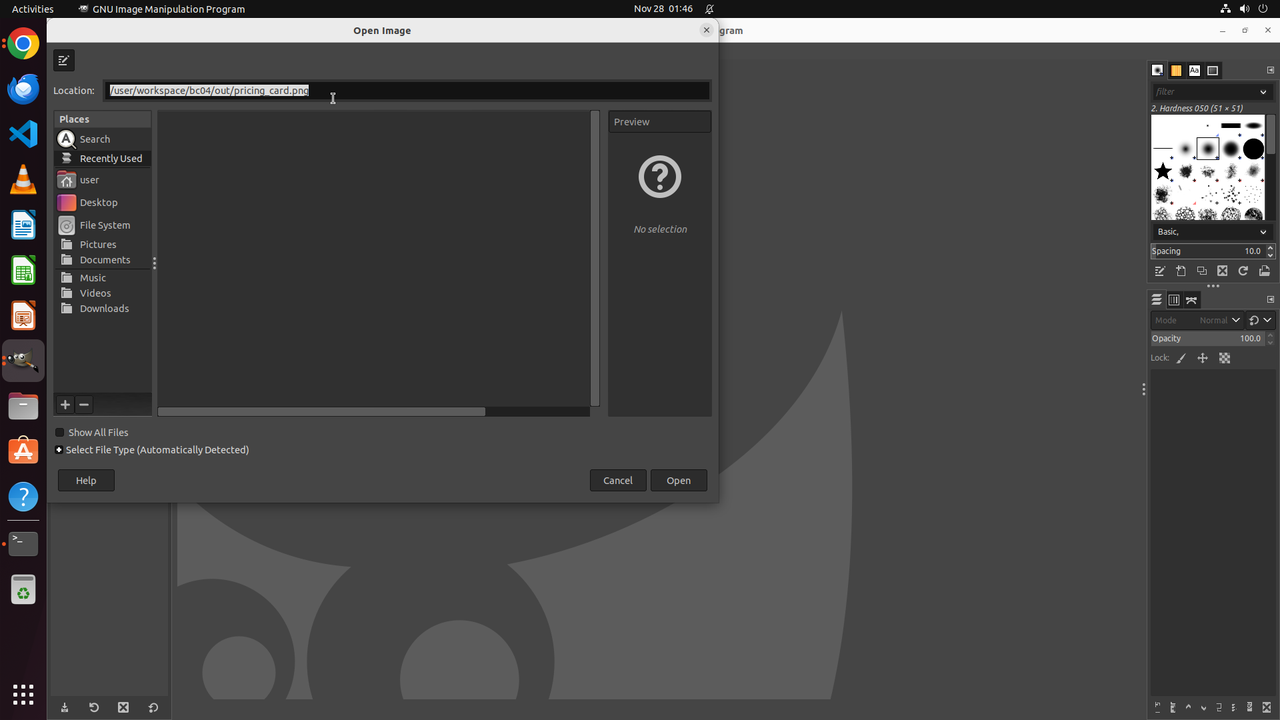 Activities
GNU Image Manipulation Program
Nov 28 01:46
Open Image
gram
Location:
/user/workspace/bc04/out/pricing_card.png
Places
Search
Recently Used
user
Desktop
File System
Pictures
Documents
Music
Videos
Downloads
Preview
No selection
Show All Files
Select File Type (Automatically Detected)
Help
Cancel
Open
Aa
filter
2. Hardness 050 (51 × 51)
Basic,
Spacing
10.0
Mode
Normal
Opacity
100.0
Lock: